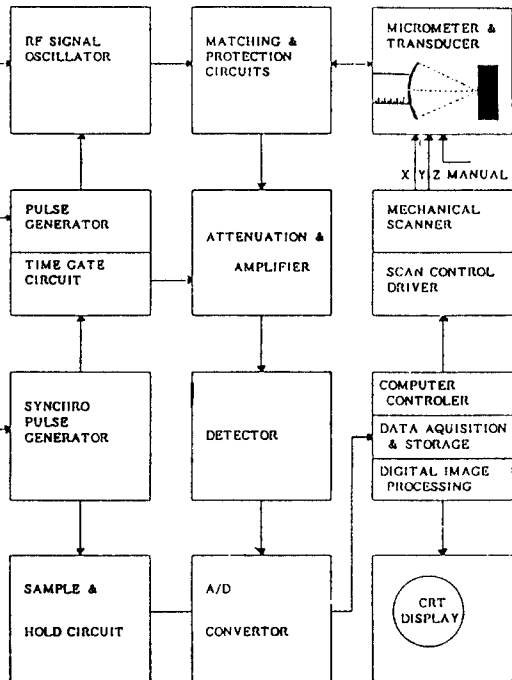 RF SIGNAL
OSCILLATOR
MATCHING &
PROTECTION
CIRCUITS
MICROMETER &
TRANSDUCER
X Y Z MANUAL
PULSE
GENERATOR
TIME GATE
CIRCUIT
ATTENUATION &
AMPLIFIER
MECHANICAL
SCANNER
SCAN CONTROL
DRIVER
SYNCHRO
PULSE
GENERATOR
DETECTOR
COMPUTER
CONTROLER
DATA AQUISITION
& STORAGE
DIGITAL IMAGE
PROCESSING
SAMPLE &
HOLD CIRCUIT
A/D
CONVERTOR
CRT
DISPLAY